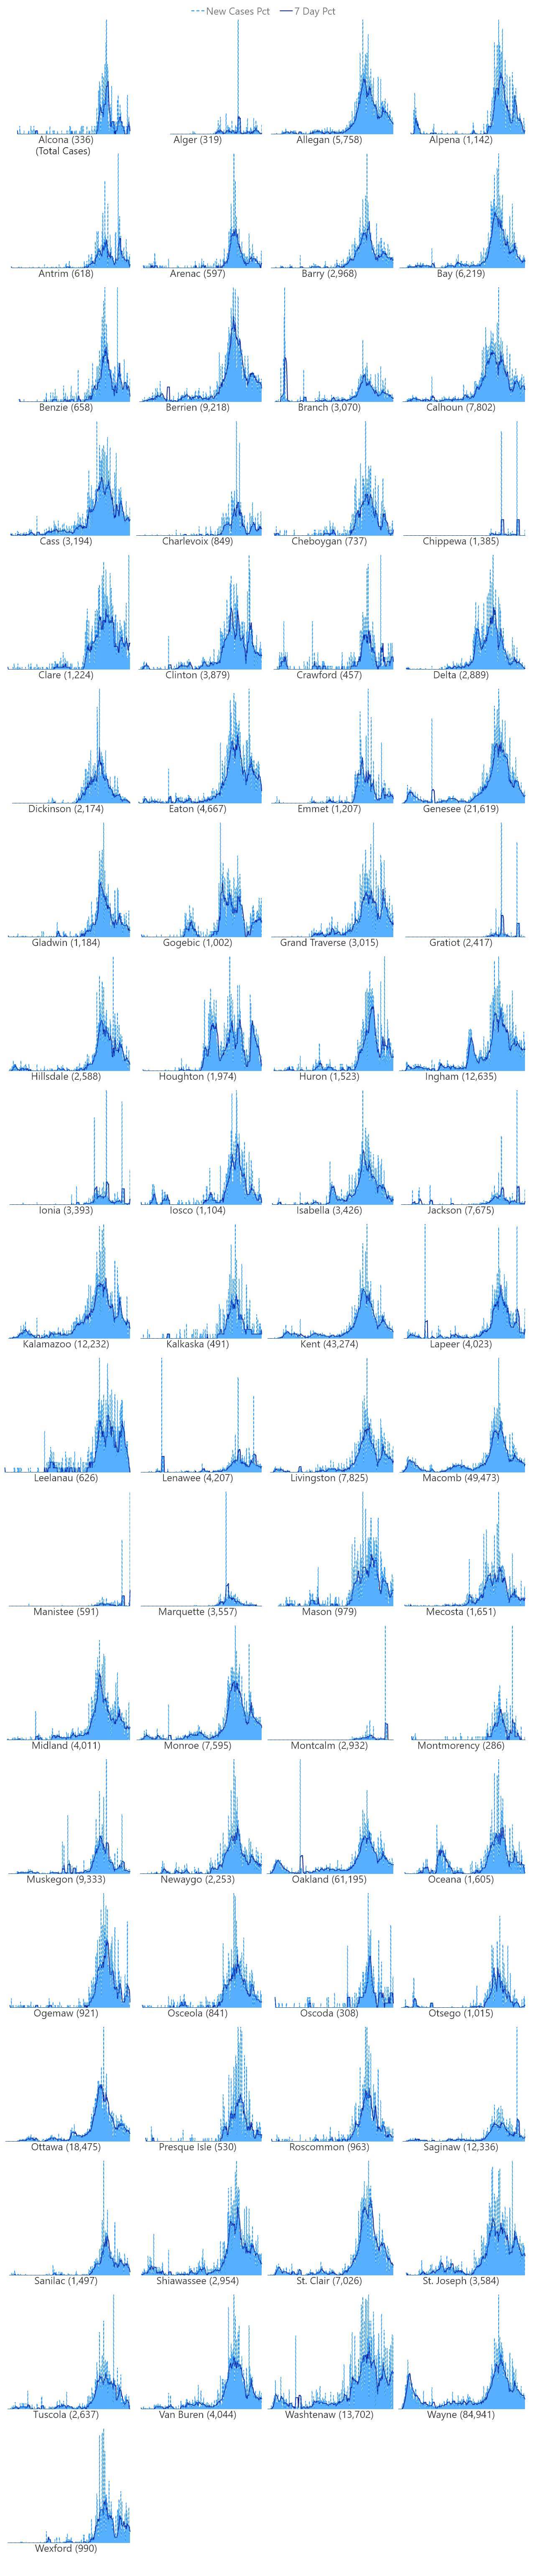 New Cases Pct 7 Day Pct
Alcona (336) Alger (319) Allegan (5,758) Alpena (1,142)
(Total Cases)
Antrim (618) Arenac (597) Barry (2,968) Bay (6,219)
Benzie (658) Berrien (9,218) Branch (3,070) Calhoun (7,802)
Cass (3,194) Charlevoix (849) Cheboygan (737) Chippewa (1,385)
Clare (1,224) Clinton (3,879) Crawford (457) Delta (2,889)
Dickinson (2,174) Eaton (4,667) Emmet (1,207) Genesee (21,619)
Gladwin (1,184) Gogebic (1,002) Grand Traverse (3,015) Gratiot (2,417)
Hillsdale (2,588) Houghton (1,974) Huron (1,523) Ingham (12,635)
Ionia (3,393) Iosco (1,104) Isabella (3,426) Jackson (7,675)
Kalamazoo (12,232) Kalkaska (491) Kent (43,274) Lapeer (4,023)
Leelanau (626) Lenawee (4,207) Livingston (7,825) Macomb (49,473)
Manistee (591) Marquette (3,557) Mason (979) Mecosta (1,651)
Midland (4,011) Monroe (7,595) Montcalm (2,932) Montmorency (286)
Muskegon (9,333) Newaygo (2,253) Oakland (61,195) Oceana (1,605)
Ogemaw (921) Osceola (841) Oscoda (308) Otsego (1,015)
Ottawa (18,475) Presque Isle (530) Roscommon (963) Saginaw (12,336)
Sanilac (1,497) Shiawassee (2,954) St. Clair (7,026) St. Joseph (3,584)
Tuscola (2,637) Van Buren (4,044) Washtenaw (13,702) Wayne (84,941)
Wexford (990)